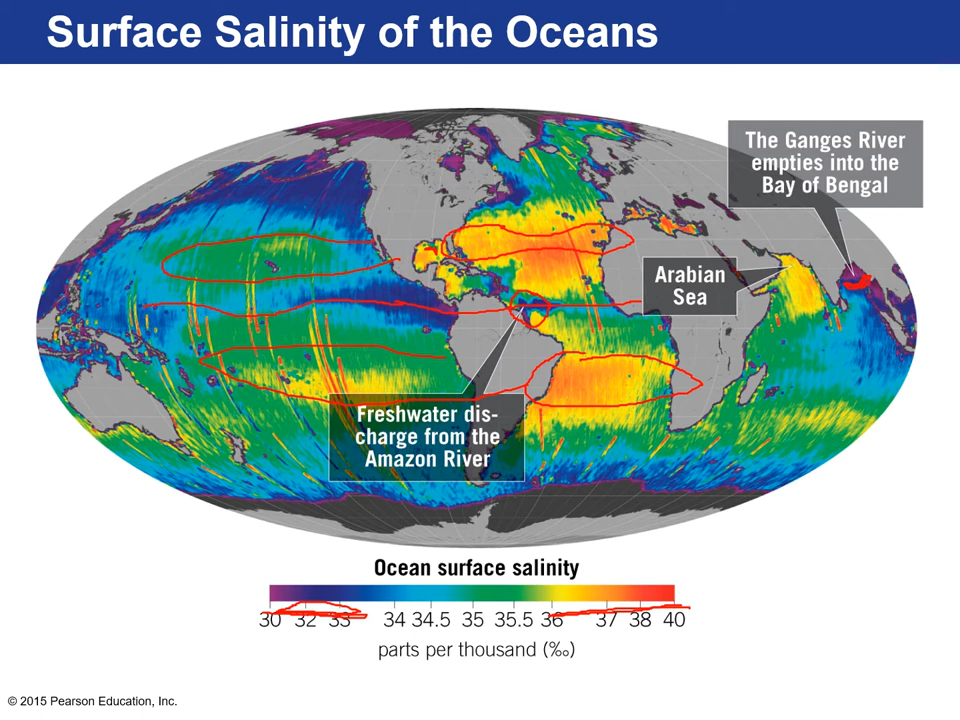 Surface Salinity of the Oceans
The Ganges River
empties into the
Bay of Bengal
Arabian
Sea
Freshwater dis-
charge from the
Amazon River
Ocean surface salinity
30 32 33 34 34.5 35 35.5 36 37 38 40
parts per thousand (‰)
© 2015 Pearson Education, Inc.